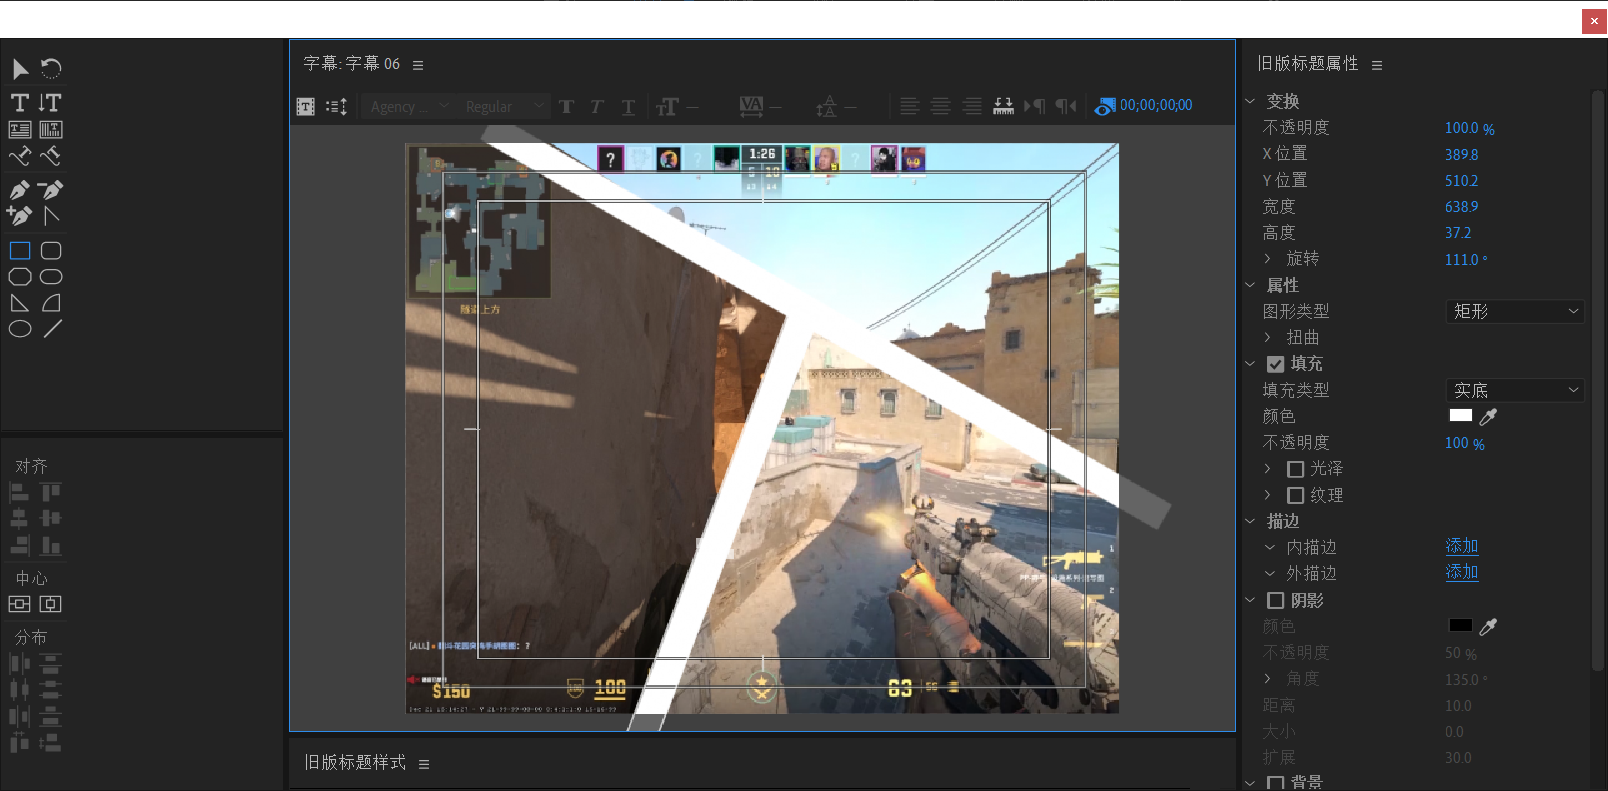 字幕: 字幕 06
Agency ...
Regular
00;00;00;00
1:26
隧道上方
$150
100
63
旧版标题样式
对齐
中心
分布
旧版标题属性
变换
不透明度 100.0 %
X 位置 389.8
Y 位置 510.2
宽度 638.9
高度 37.2
旋转 111.0 °
属性
图形类型 矩形
扭曲
填充
填充类型 实底
颜色
不透明度 100 %
光泽
纹理
描边
内描边 添加
外描边 添加
阴影
颜色
不透明度 50 %
角度 135.0 °
距离 10.0
大小 0.0
扩展 30.0
背景